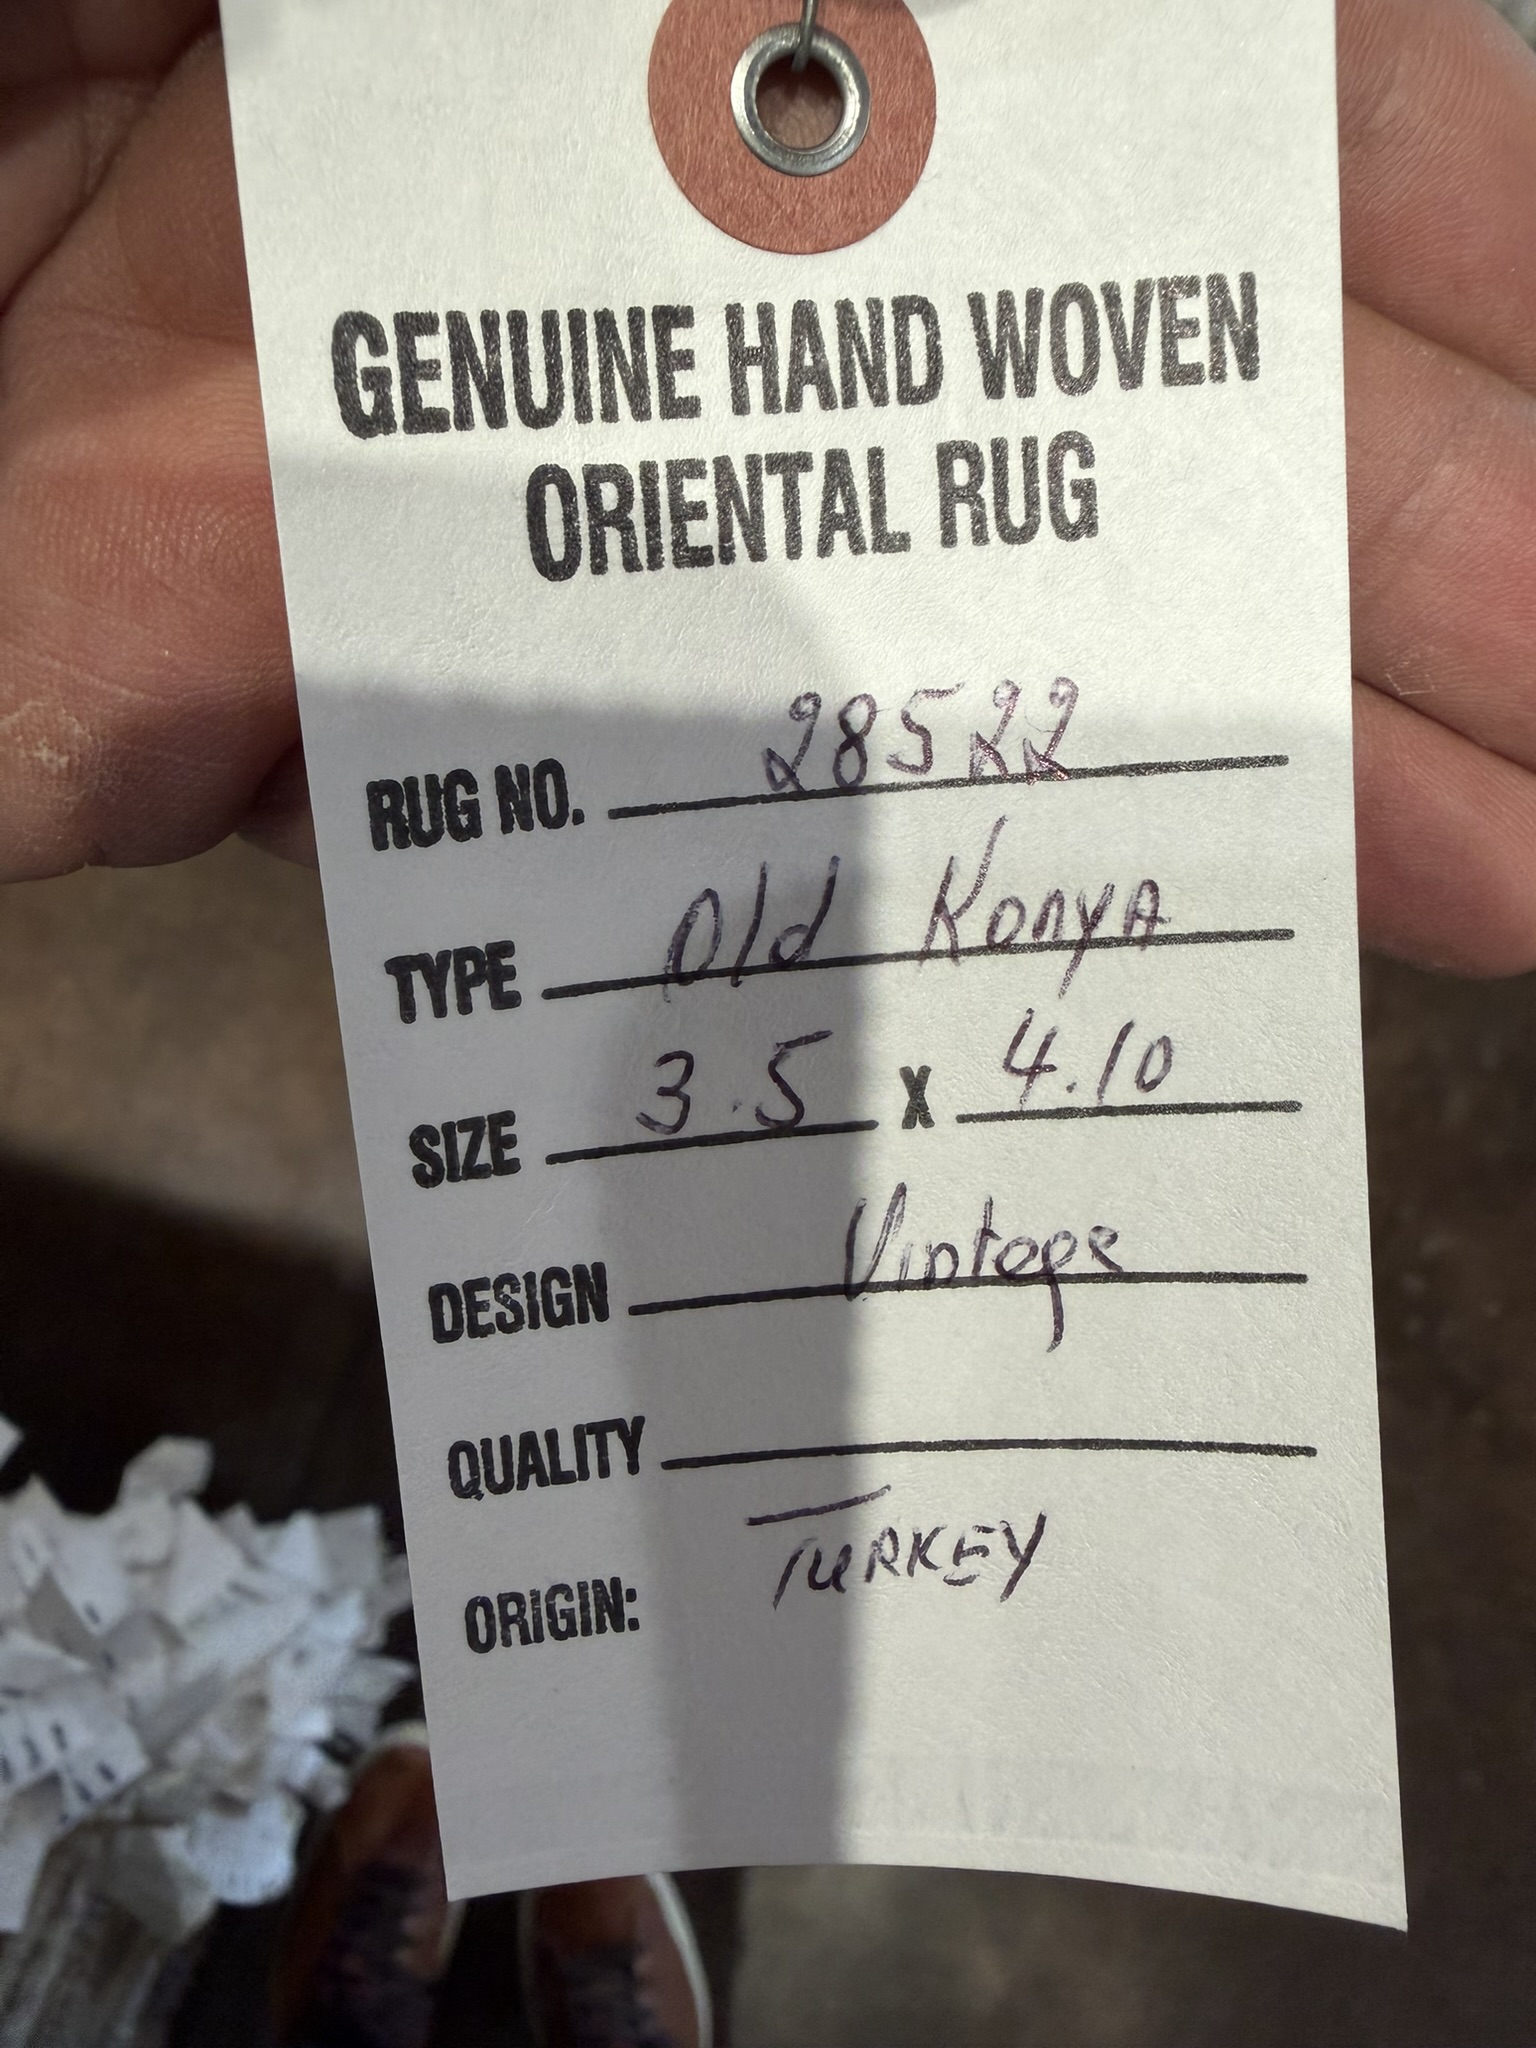 GENUINE HAND WOVEN
ORIENTAL RUG
RUG NO. 28522
TYPE Old Konya
SIZE 3.5 X 4.10
DESIGN Vintage
QUALITY
ORIGIN: TURKEY